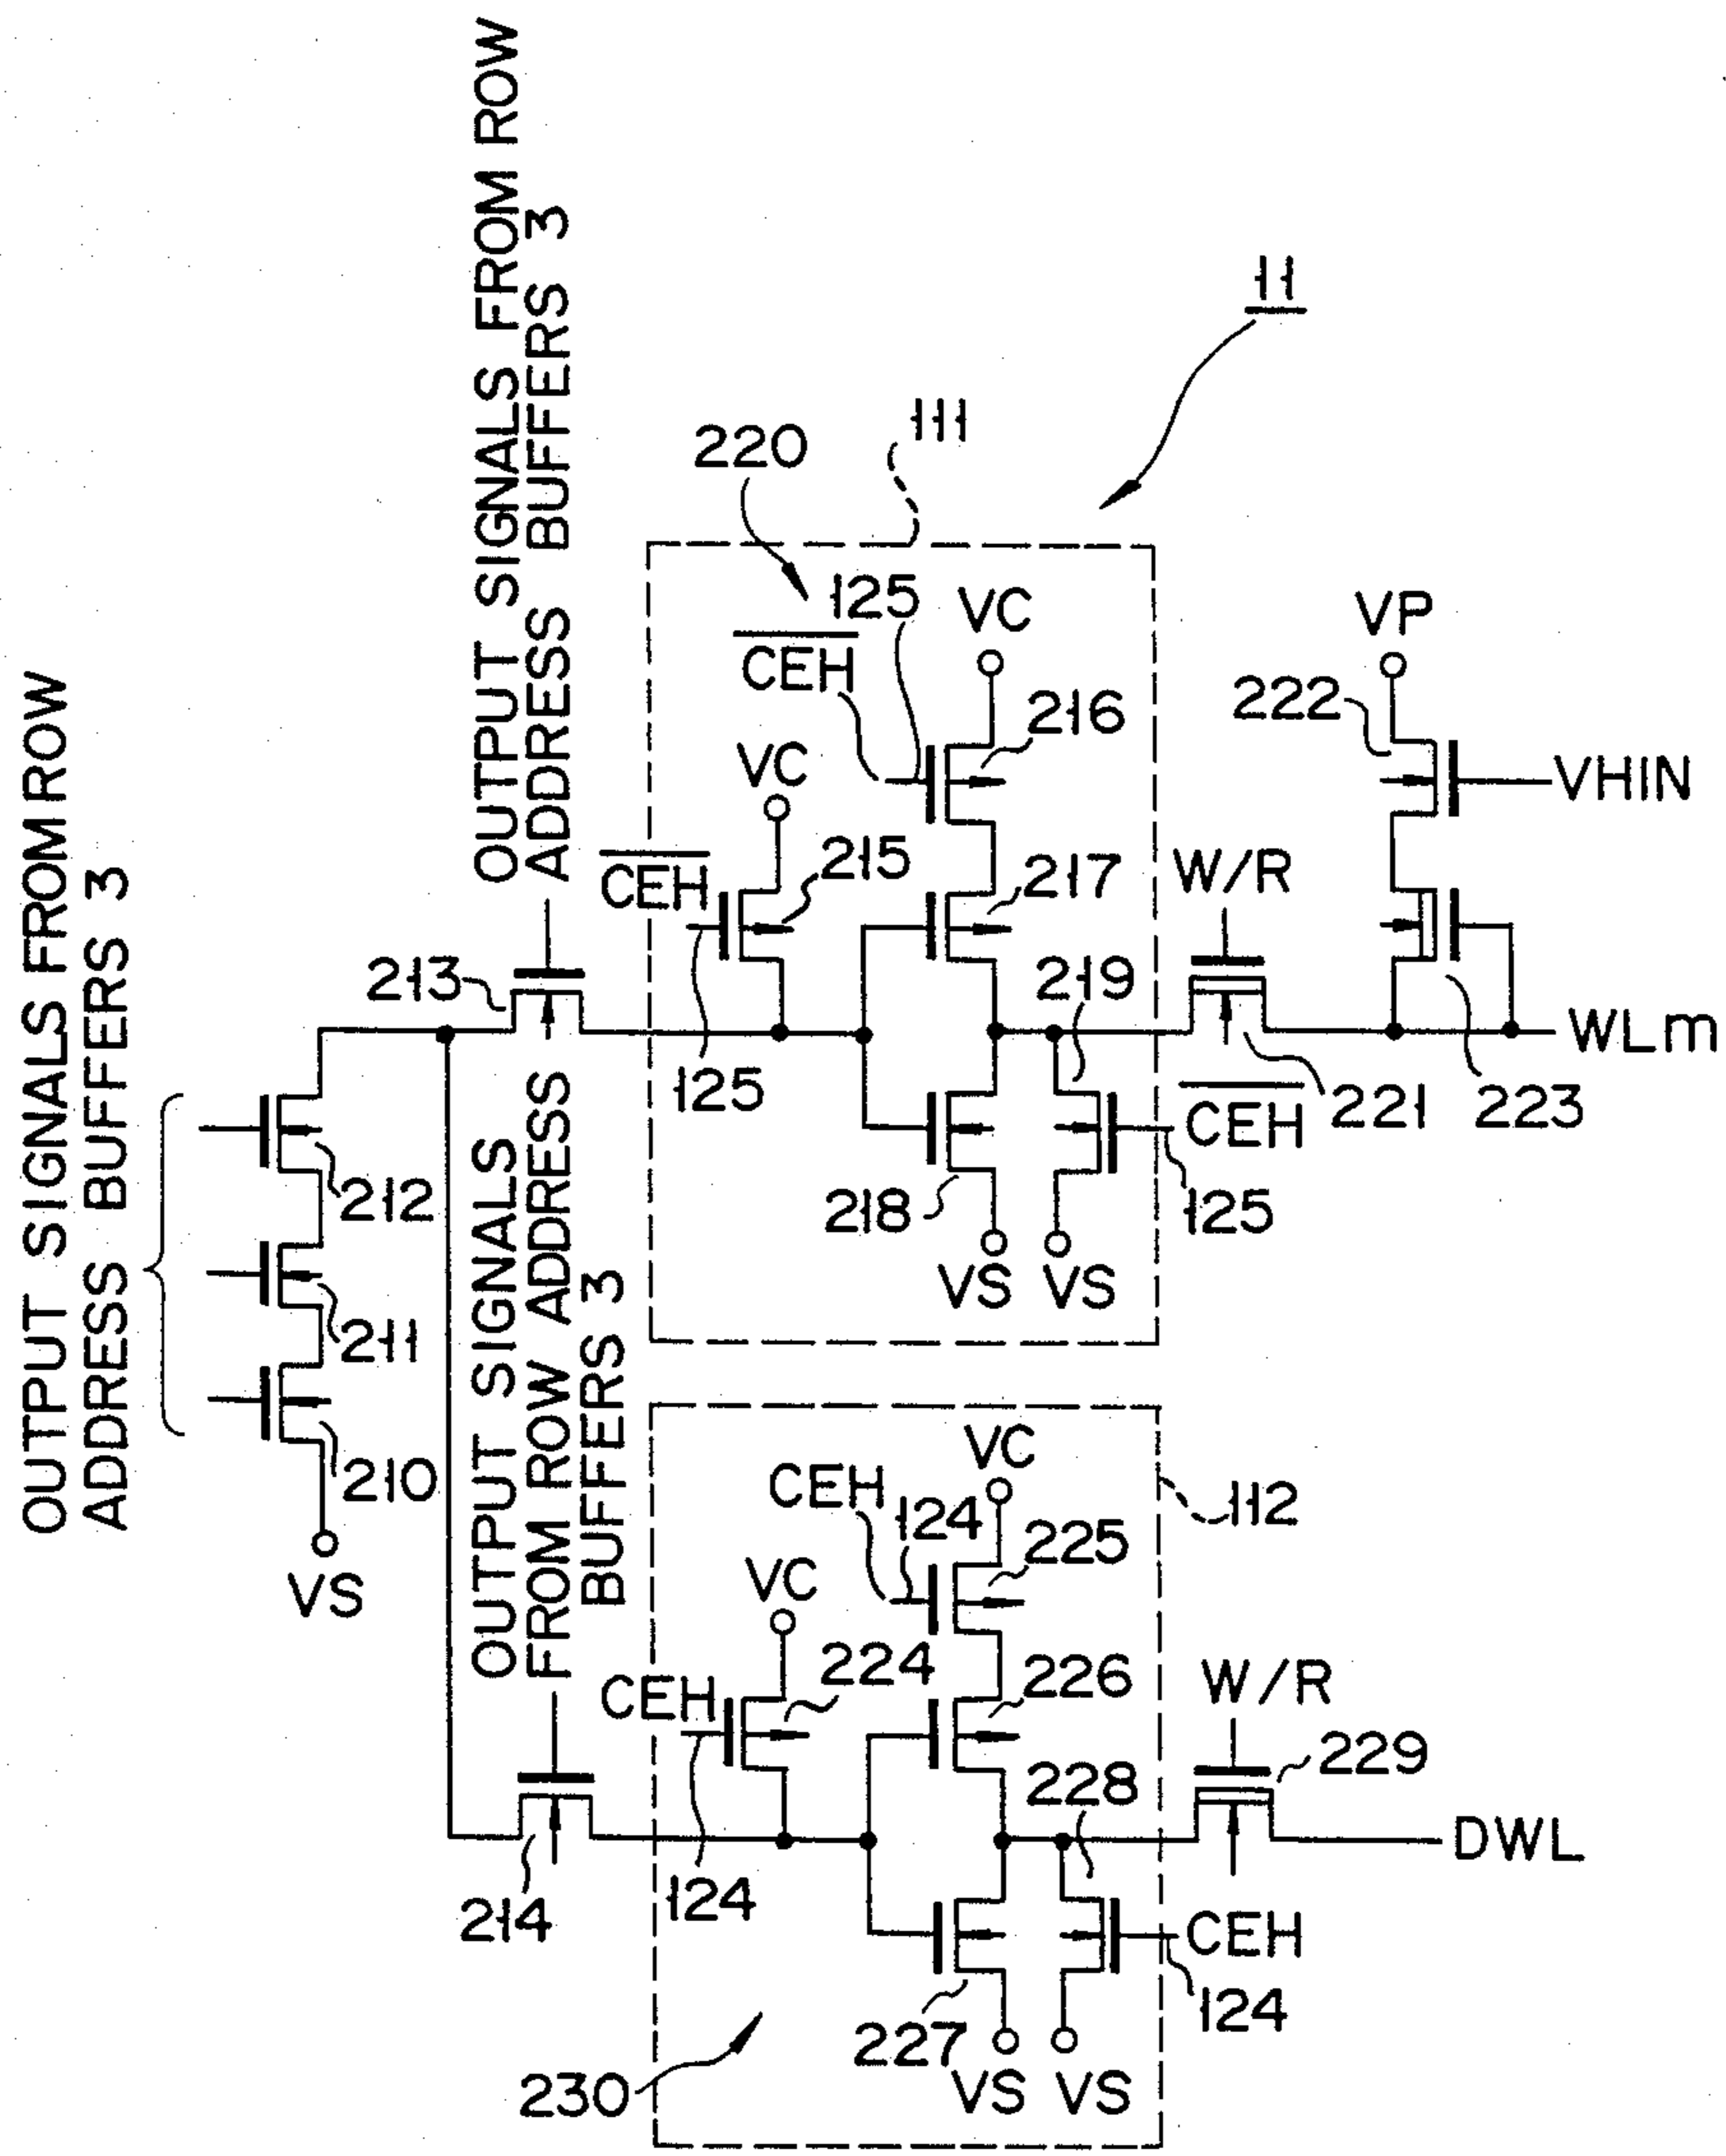 OUTPUT SIGNALS FROM ROW
ADDRESS BUFFERS 3
OUTPUT SIGNALS FROM ROW
ADDRESS BUFFERS 3
OUTPUT SIGNALS
FROM ROW ADDRESS
BUFFERS 3
11
111
220
125
VC
CEH
216
VC
CEH
215
217
213
125
219
W/R
VP
222
VHIN
WLm
221
223
CEH
125
218
VS
VS
212
211
210
VS
112
VC
CEH
124
225
VC
224
CEH
226
W/R
229
228
DWL
214
124
CEH
124
227
VS
VS
230